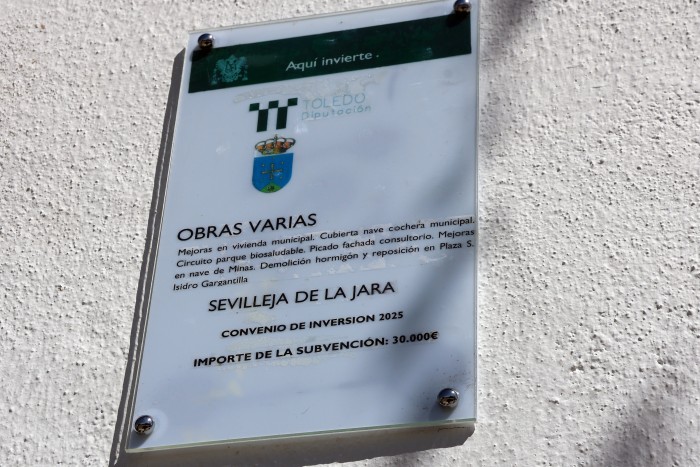 Aquí invierte
TOLEDO
Diputación
OBRAS VARIAS
Mejoras en vivienda municipal. Cubierta nave cochera municipal.
Circuito parque biosaludable. Picado fachada consultorio. Mejoras
en nave de Minas. Demolición hormigón y reposición en Plaza S.
Isidro Gargantilla
SEVILLEJA DE LA JARA
CONVENIO DE INVERSION 2025
IMPORTE DE LA SUBVENCIÓN: 30.000€